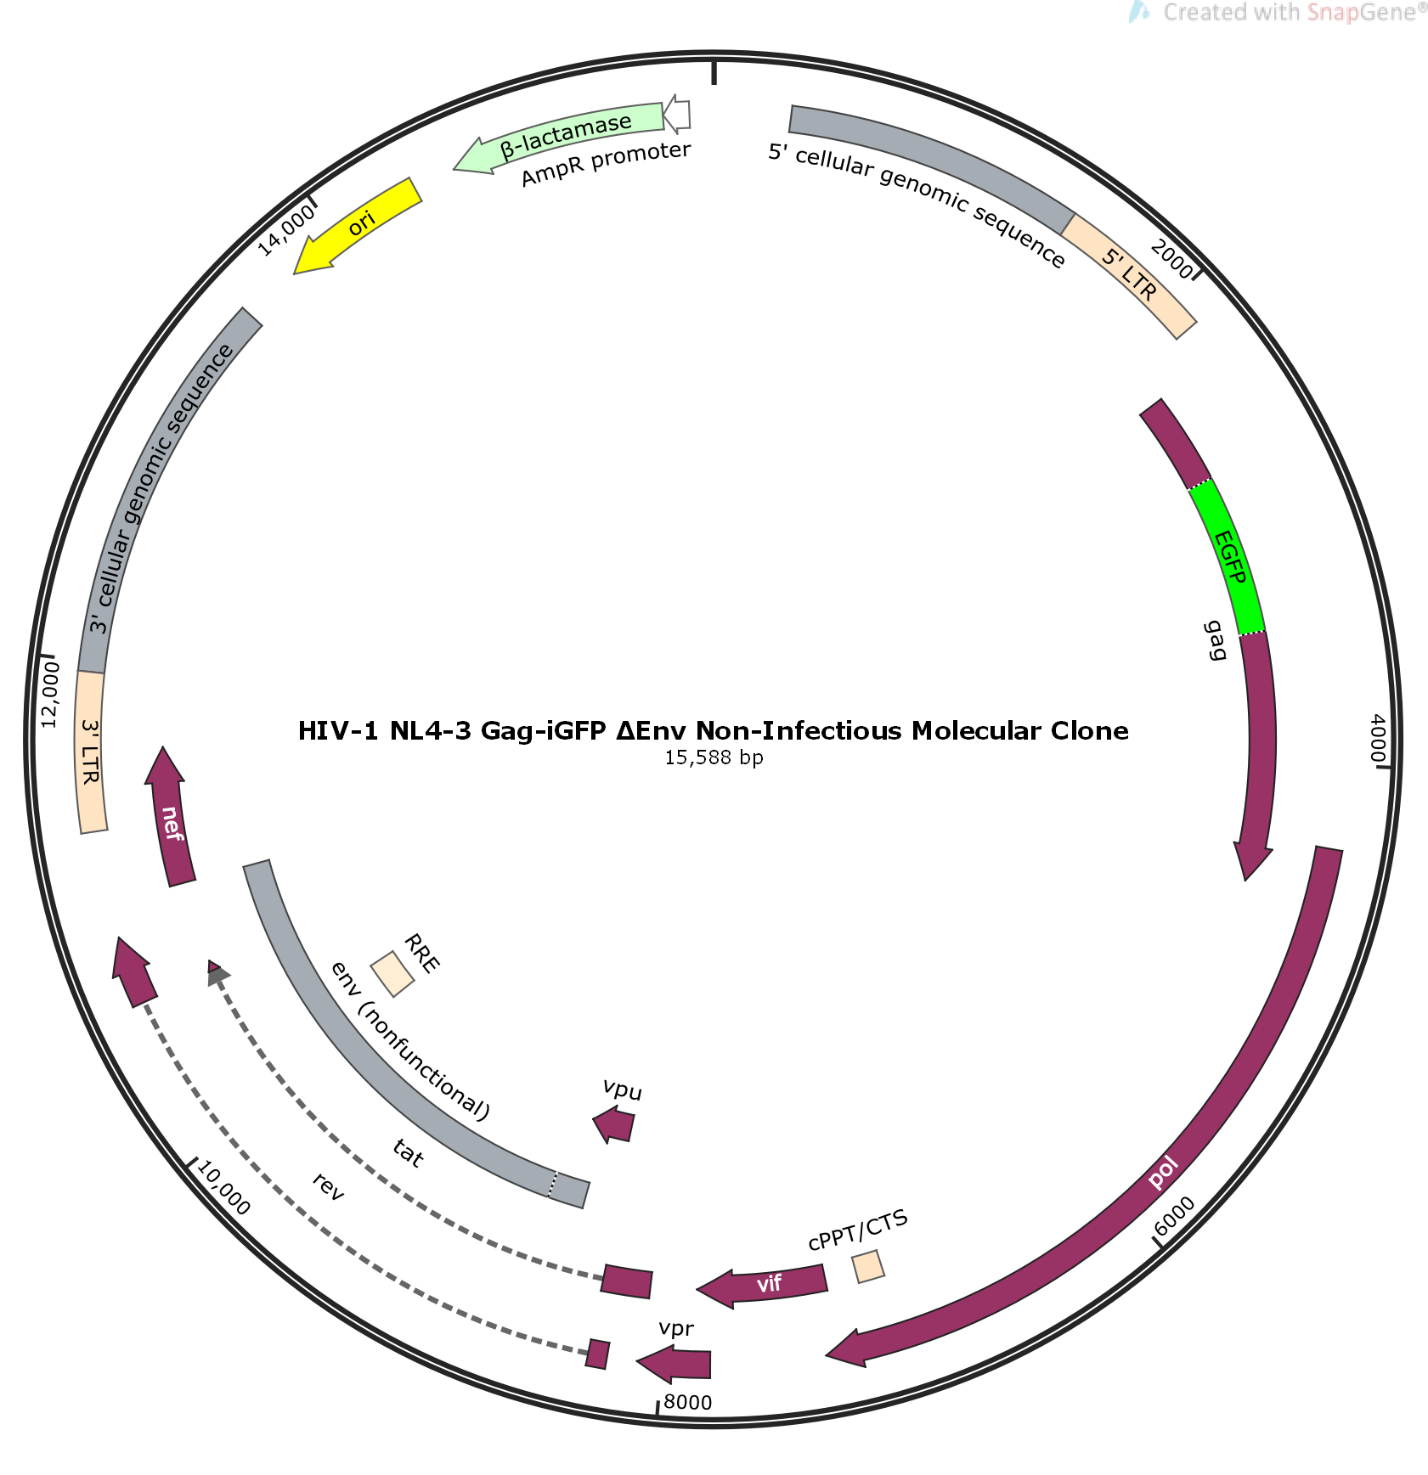 Created with SnapGene®
β-lactamase
AmpR promoter
5' cellular genomic sequence
5' LTR
2000
ori
14,000
3' cellular genomic sequence
EGFP
gag
12,000
3' LTR
4000
HIV-1 NL4-3 Gag-iGFP ΔEnv Non-Infectious Molecular Clone
15,588 bp
nef
RRE
env (nonfunctional)
vpu
tat
rev
10,000
pol
6000
cPPT/CTS
vif
vpr
8000